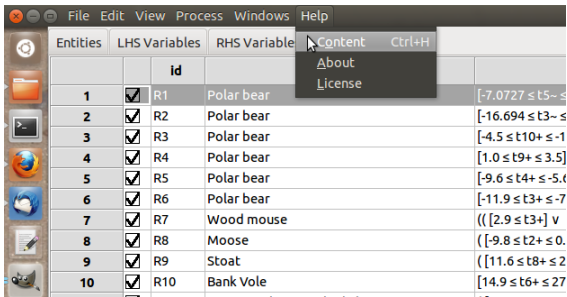 File Edit View Process Windows Help
Entities LHS Variables RHS Variable
Content Ctrl+H
About
License
id
1 R1 Polar bear [-7.0727 ≤ t5~ ≤
2 R2 Polar bear [-16.694 ≤ t3~ ≤
3 R3 Polar bear [-4.5 ≤ t10+ ≤ -1
4 R4 Polar bear [1.0 ≤ t9+ ≤ 3.5]
5 R5 Polar bear [-9.6 ≤ t4+ ≤ -5.6
6 R6 Polar bear [-11.9 ≤ t3+ ≤ -7
7 R7 Wood mouse (( [2.9 ≤ t3+] ∨
8 R8 Moose ( [-9.8 ≤ t2+ ≤ 0.
9 R9 Stoat ( [11.6 ≤ t8+ ≤ 2
10 R10 Bank Vole [14.9 ≤ t6+ ≤ 27